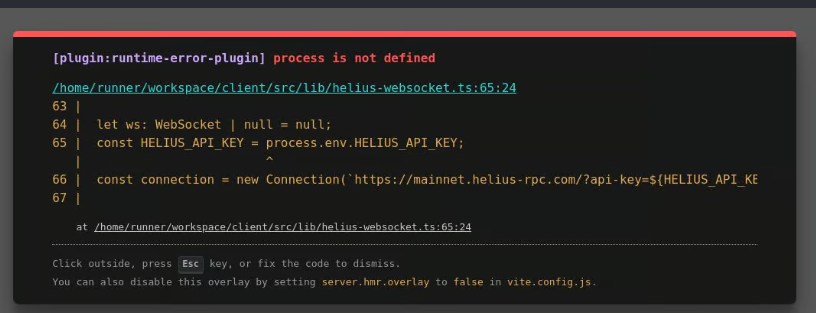 [plugin:runtime-error-plugin] process is not defined
/home/runner/workspace/client/src/lib/helius-websocket.ts:65:24
63 |
64 |  let ws: WebSocket | null = null;
65 |  const HELIUS_API_KEY = process.env.HELIUS_API_KEY;
   |                         ^
66 |  const connection = new Connection(`https://mainnet.helius-rpc.com/?api-key=${HELIUS_API_KE
67 |
at /home/runner/workspace/client/src/lib/helius-websocket.ts:65:24
Click outside, press Esc key, or fix the code to dismiss.
You can also disable this overlay by setting server.hmr.overlay to false in vite.config.js.